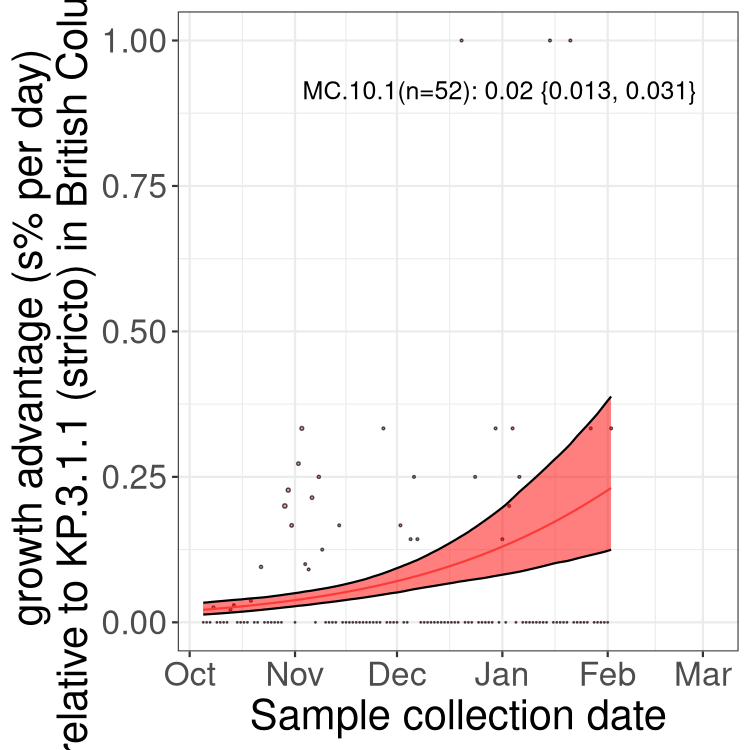 growth advantage (s% per day)
relative to KP.3.1.1 (stricto) in British Colu
1.00
0.75
0.50
0.25
0.00
MC.10.1(n=52): 0.02 {0.013, 0.031}
Oct Nov Dec Jan Feb Mar
Sample collection date